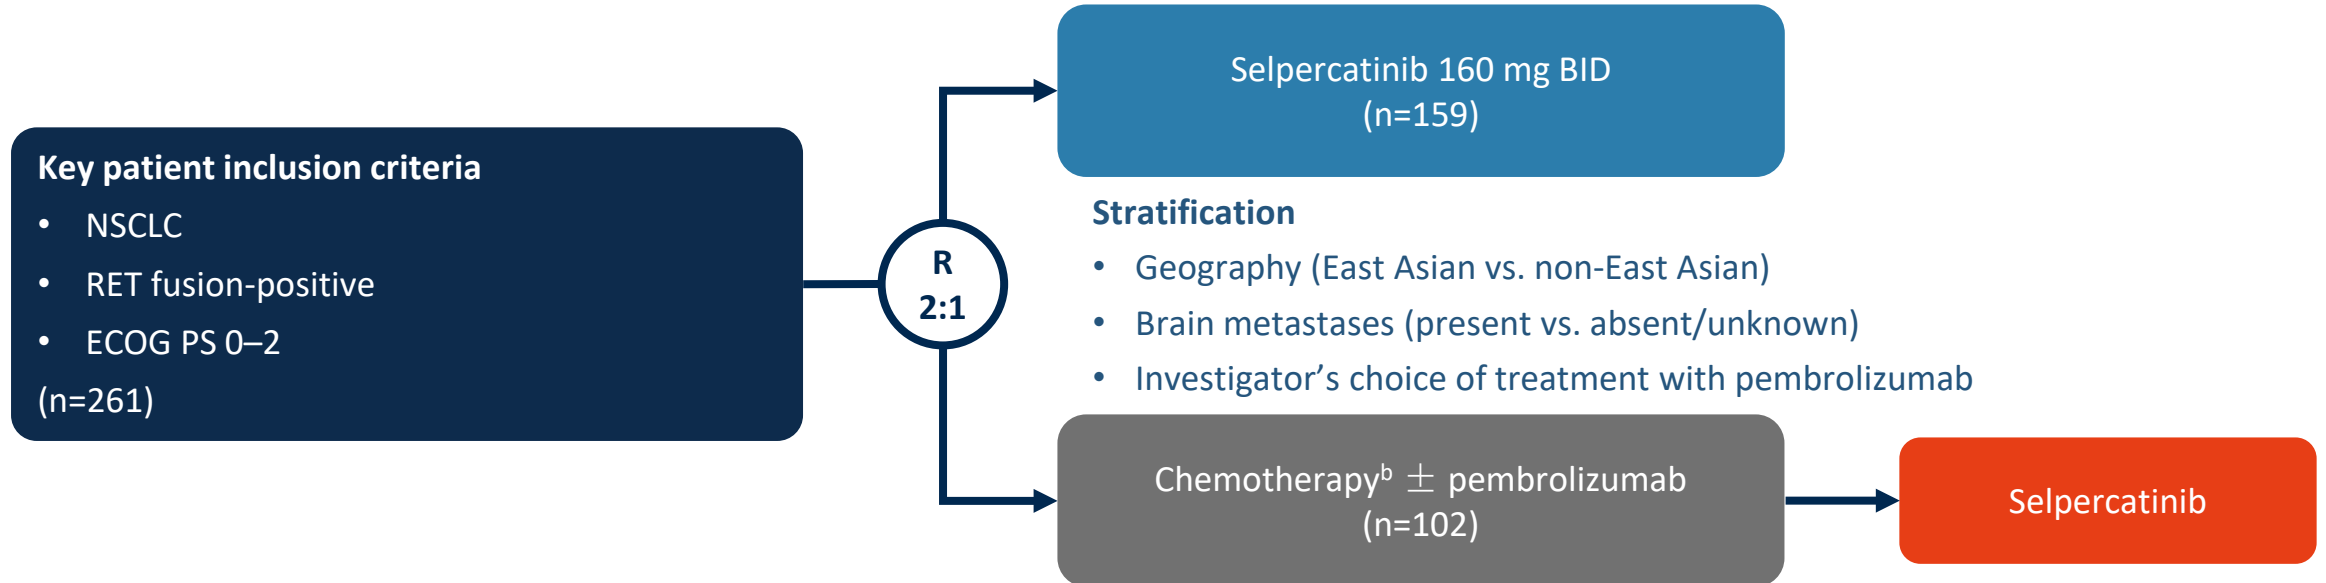 Key patient inclusion criteria
• NSCLC
• RET fusion-positive
• ECOG PS 0–2
(n=261)
R
2:1
Selpercatinib 160 mg BID
(n=159)
Stratification
• Geography (East Asian vs. non-East Asian)
• Brain metastases (present vs. absent/unknown)
• Investigator’s choice of treatment with pembrolizumab
Chemotherapyᵇ ± pembrolizumab
(n=102)
Selpercatinib